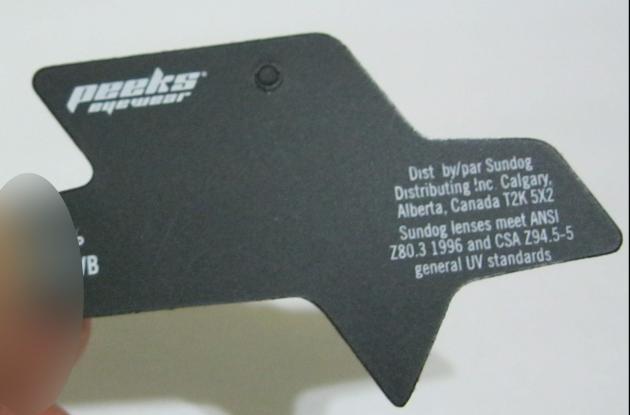 peeks
eyewear
Dist by/par Sundog
Distributing Inc Calgary,
Alberta, Canada T2K 5X2
Sundog lenses meet ANSI
Z80.3 1996 and CSA Z94.5-5
general UV standards